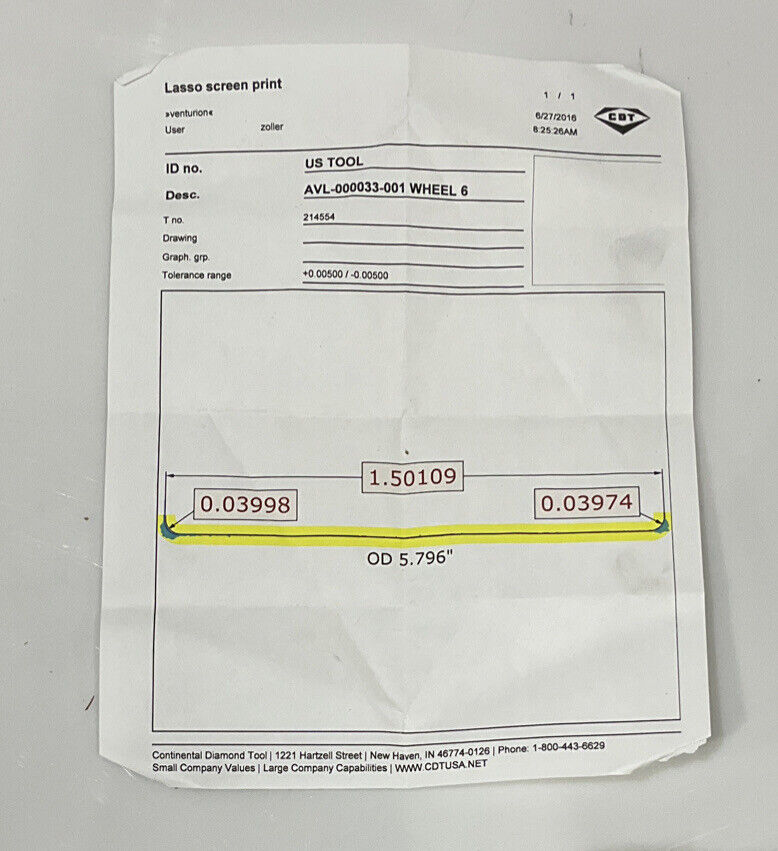 Lasso screen print
1 / 1
»venturion«
6/27/2016
CDT
User zoller
8:25:26AM
ID no. US TOOL
Desc. AVL-000033-001 WHEEL 6
T no. 214554
Drawing
Graph. grp.
Tolerance range +0.00500 / -0.00500
1.50109
0.03998
0.03974
OD 5.796"
Continental Diamond Tool | 1221 Hartzell Street | New Haven, IN 46774-0126 | Phone: 1-800-443-6629
Small Company Values | Large Company Capabilities | WWW.CDTUSA.NET